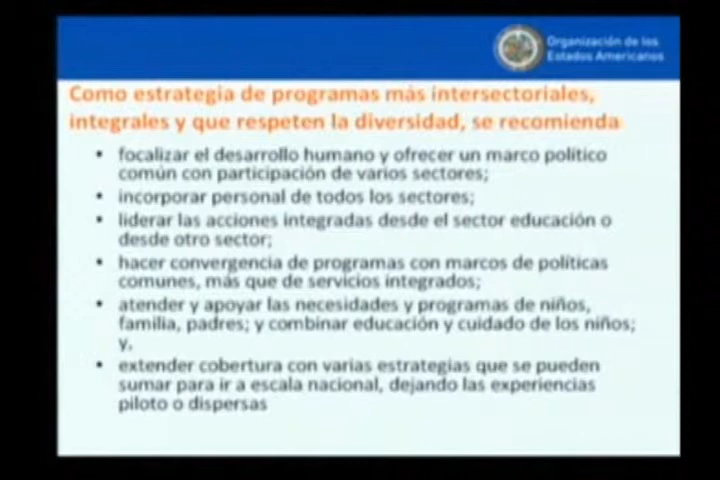 Organización de los
Estados Americanos
Como estrategia de programas más intersectoriales,
integrales y que respeten la diversidad, se recomienda
• focalizar el desarrollo humano y ofrecer un marco político
común con participación de varios sectores;
• incorporar personal de todos los sectores;
• liderar las acciones integradas desde el sector educación o
desde otro sector;
• hacer convergencia de programas con marcos de políticas
comunes, más que de servicios integrados;
• atender y apoyar las necesidades y programas de niños,
familia, padres; y combinar educación y cuidado de los niños;
y,
• extender cobertura con varias estrategias que se pueden
sumar para ir a escala nacional, dejando las experiencias
piloto o dispersas